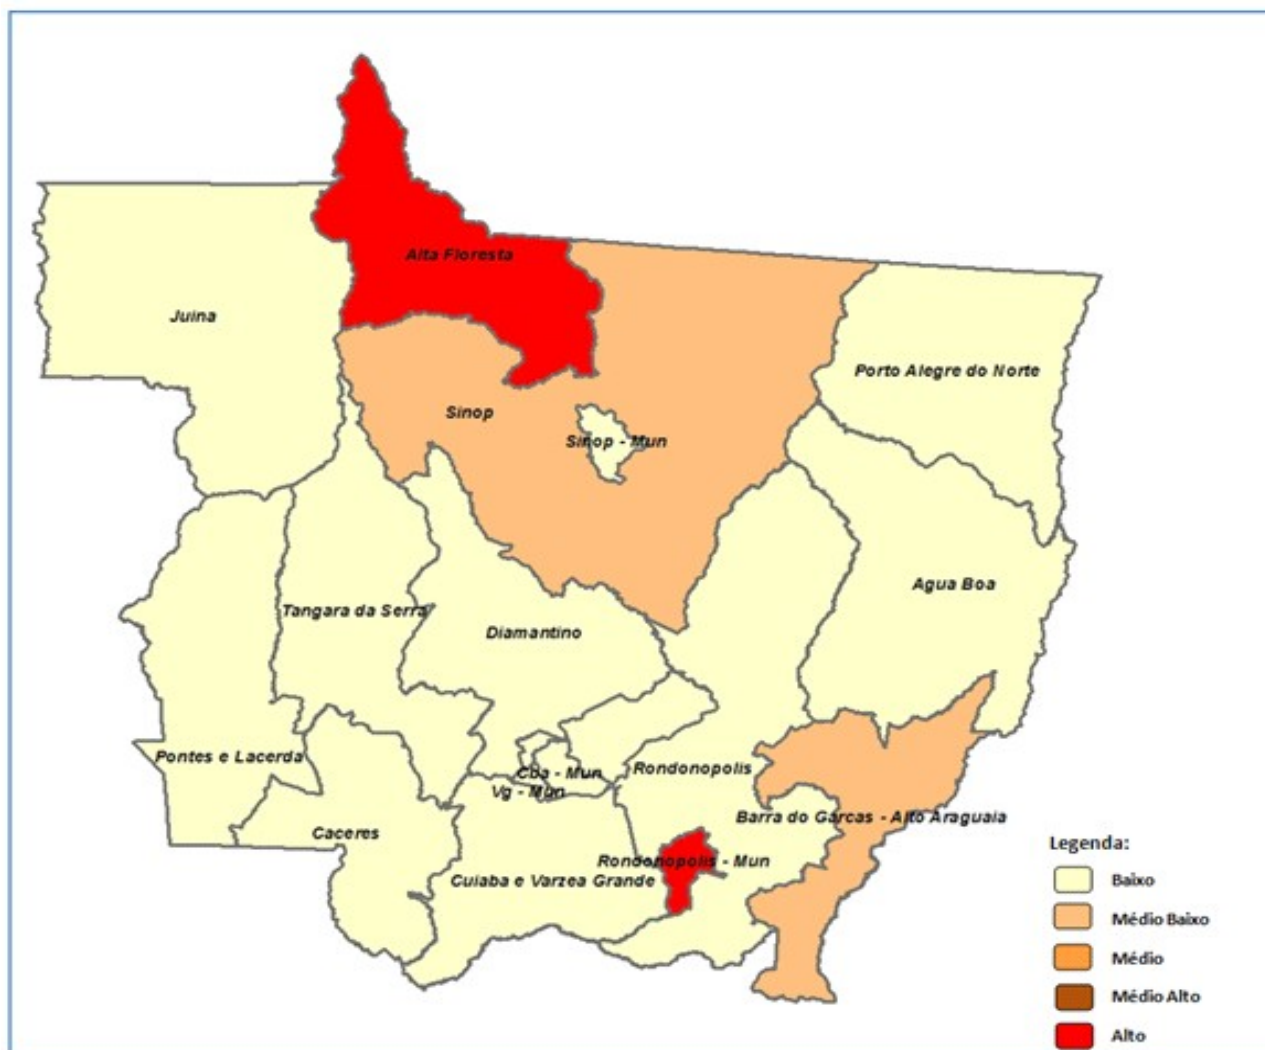 Alta Floresta
Juina
Porto Alegre do Norte
Sinop
Sinop - Mun
Agua Boa
Tangara da Serra
Diamantino
Pontes e Lacerda
Rondonopolis
Cba - Mun
Vg - Mun
Barra do Garcas - Alto Araguaia
Caceres
Rondonopolis - Mun
Cuiaba e Varzea Grande
Legenda:
Baixo
Médio Baixo
Médio
Médio Alto
Alto